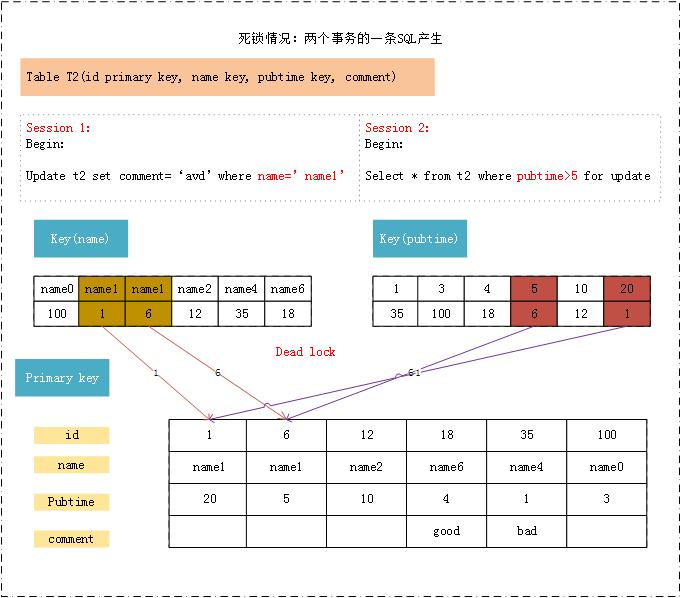 死锁情况：两个事务的一条SQL产生
Table T2(id primary key, name key, pubtime key, comment)
Session 1:
Begin:
Update t2 set comment=‘avd’where name=’name1’
Session 2:
Begin:
Select * from t2 where pubtime>5 for update
Key(name)
Key(pubtime)
name0 name1 name1 name2 name4 name6
100 1 6 12 35 18
1 3 4 5 10 20
35 100 18 6 12 1
Dead lock
1 6 6 1
Primary key
id 1 6 12 18 35 100
name name1 name1 name2 name6 name4 name0
Pubtime 20 5 10 4 1 3
comment good bad